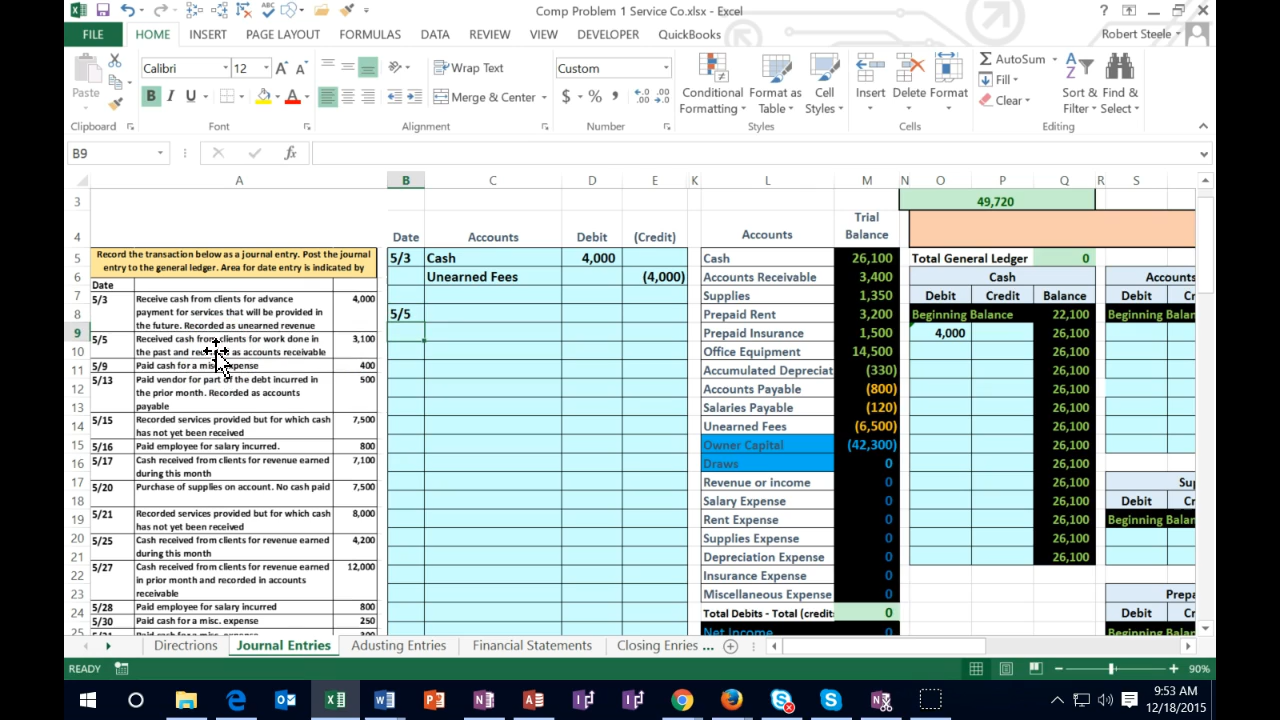 Comp Problem 1 Service Co.xlsx - Excel
FILE HOME INSERT PAGE LAYOUT FORMULAS DATA REVIEW VIEW DEVELOPER QuickBooks Robert Steele
Paste
Calibri 12
B I U
Wrap Text
Merge & Center
Custom
$ % ,
Conditional Formatting
Format as Table
Cell Styles
Insert
Delete
Format
AutoSum
Fill
Clear
Sort & Filter
Find & Select
Clipboard Font Alignment Number Styles Cells Editing
B9 fx
A B C D E K L M N O P Q R S
3 49,720
4 Date Accounts Debit (Credit) Accounts Trial Balance
5 Record the transaction below as a journal entry. Post the journal entry to the general ledger. Area for date entry is indicated by 5/3 Cash 4,000 Cash 26,100 Total General Ledger 0
6 Date Unearned Fees (4,000) Accounts Receivable 3,400 Cash Accounts
7 5/3 Receive cash from clients for advance 4,000 Supplies 1,350 Debit Credit Balance Debit
8 payment for services that will be provided in the future. Recorded as unearned revenue 5/5 Prepaid Rent 3,200 Beginning Balance 22,100 Beginning Balan
9 5/5 Received cash from clients for work done in 3,100 Prepaid Insurance 1,500 4,000 26,100
10 the past and as accounts receivable Office Equipment 14,500 26,100
11 5/9 Paid cash for a misc. expense 400 Accumulated Depreciat (330) 26,100
12 5/13 Paid vendor for part of the debt incurred in the prior month. Recorded as accounts 500 Accounts Payable (800) 26,100
13 payable Salaries Payable (120) 26,100
14 5/15 Recorded services provided but for which cash has not yet been received 7,500 Unearned Fees (6,500) 26,100
15 5/16 Paid employee for salary incurred. 800 Owner Capital (42,300) 26,100
16 5/17 Cash received from clients for revenue earned during this month 7,100 Draws 0 26,100
17 5/20 Purchase of supplies on account. No cash paid 7,500 Revenue or income 0 26,100 Sup
18 Salary Expense 0 26,100 Debit Cr
19 5/21 Recorded services provided but for which cash has not yet been received 8,000 Rent Expense 0 26,100 Beginning Balan
20 5/25 Cash received from clients for revenue earned 4,200 Supplies Expense 0 26,100
21 during this month Depreciation Expense 0 26,100
22 5/27 Cash received from clients for revenue earned in prior month and recorded in accounts 12,000 Insurance Expense 0
23 receivable Miscellaneous Expense 0 Prepa
24 5/28 Paid employee for salary incurred 800 Total Debits - Total (credit 0 Debit Cr
25 5/30 Paid cash for a misc. expense 250 Net Income Beginning Balan
Directions Journal Entries Adusting Entries Financial Statements Closing Enries ...
READY 90%
9:53 AM
12/18/2015